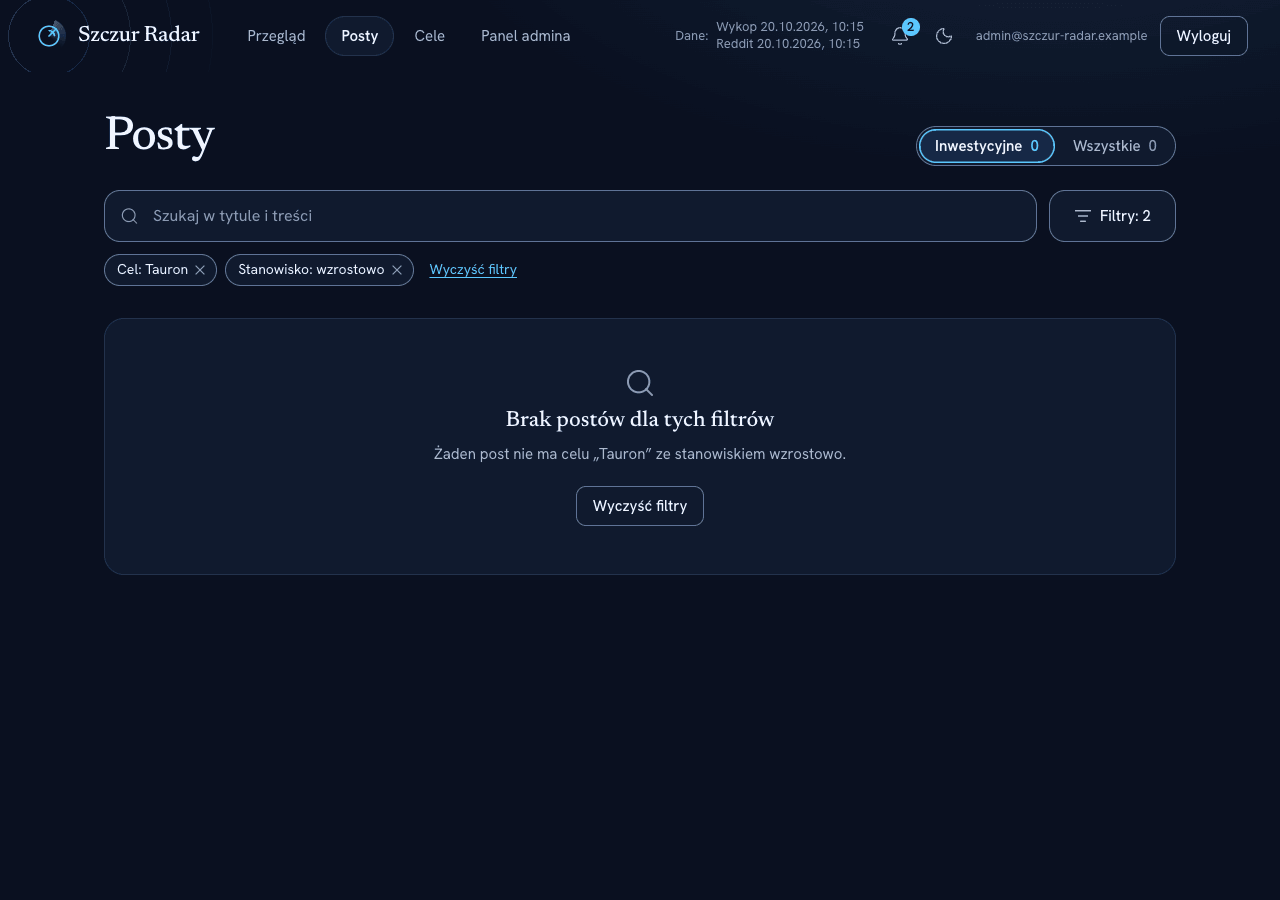 Szczur Radar
Przegląd
Posty
Cele
Panel admina
Dane:
Wykop 20.10.2026, 10:15
Reddit 20.10.2026, 10:15
2
admin@szczur-radar.example
Wyloguj
Posty
Inwestycyjne 0
Wszystkie 0
Szukaj w tytule i treści
Filtry: 2
Cel: Tauron
Stanowisko: wzrostowo
Wyczyść filtry
Brak postów dla tych filtrów
Żaden post nie ma celu „Tauron” ze stanowiskiem wzrostowo.
Wyczyść filtry